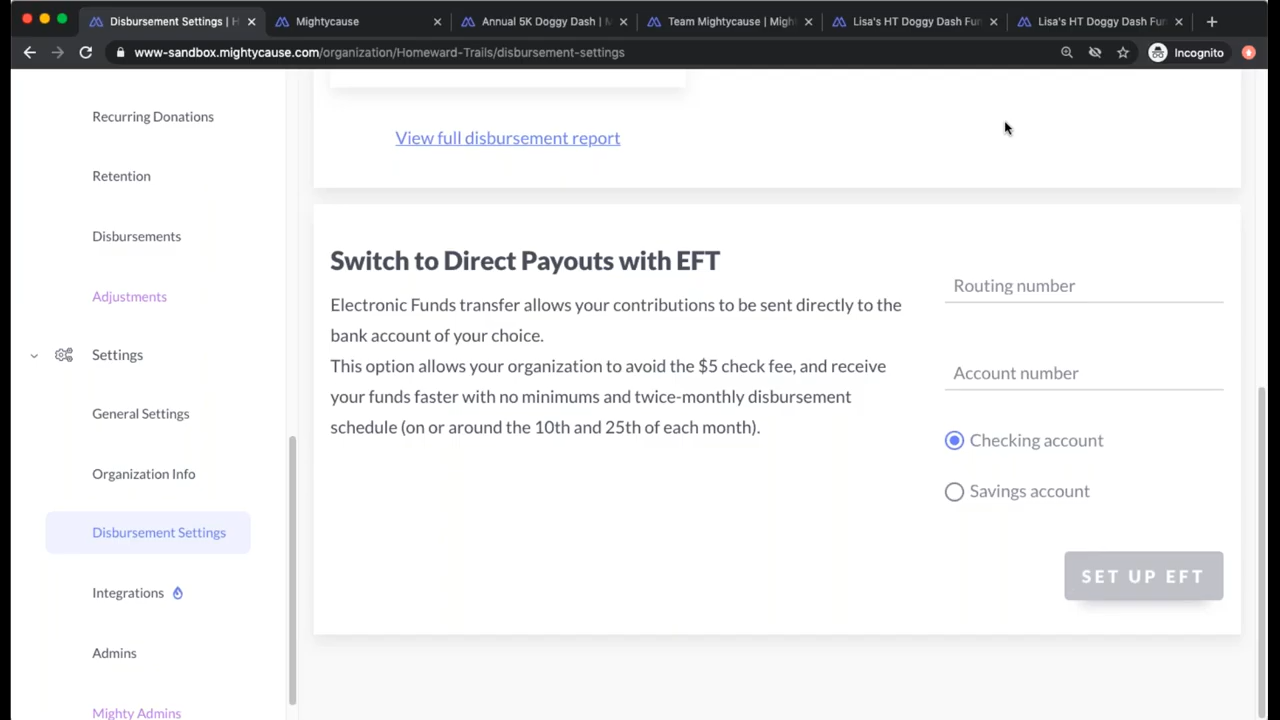 Disbursement Settings | H
Mightycause
Annual 5K Doggy Dash | M
Team Mightycause | Might
Lisa's HT Doggy Dash Fun
Lisa's HT Doggy Dash Fun
www-sandbox.mightycause.com/organization/Homeward-Trails/disbursement-settings
Incognito
Recurring Donations
Retention
Disbursements
Adjustments
Settings
General Settings
Organization Info
Disbursement Settings
Integrations
Admins
Mighty Admins
View full disbursement report
Switch to Direct Payouts with EFT
Electronic Funds transfer allows your contributions to be sent directly to the
bank account of your choice.
This option allows your organization to avoid the $5 check fee, and receive
your funds faster with no minimums and twice-monthly disbursement
schedule (on or around the 10th and 25th of each month).
Routing number
Account number
Checking account
Savings account
SET UP EFT